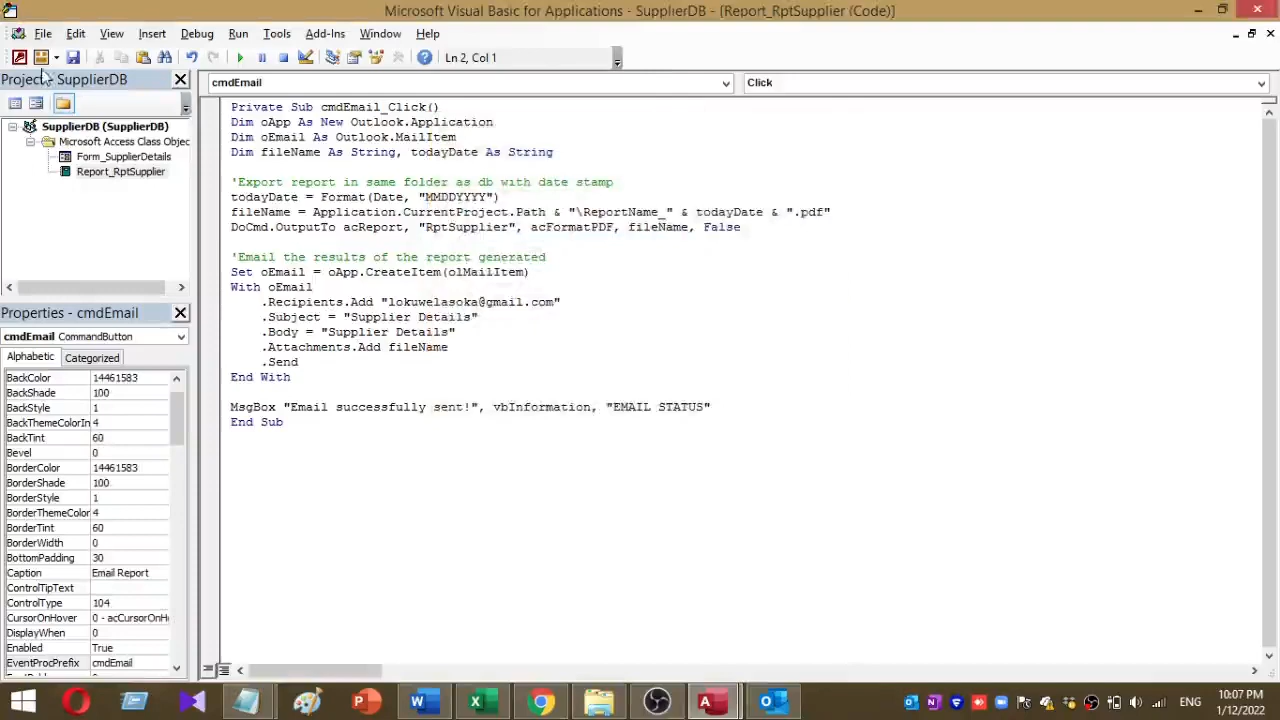 Microsoft Visual Basic for Applications - SupplierDB - [Report_RptSupplier (Code)]
File Edit View Insert Format Debug Run Tools Add-Ins Window Help
Ln 2, Col 1
Project - SupplierDB
SupplierDB (SupplierDB)
Microsoft Access Class Objec
Form_SupplierDetails
Report_RptSupplier
Properties - cmdEmail
cmdEmail CommandButton
Alphabetic Categorized
BackColor 14461583
BackShade 100
BackStyle 1
BackThemeColorIn 4
BackTint 60
Bevel 0
BorderColor 14461583
BorderShade 100
BorderStyle 1
BorderThemeColor 4
BorderTint 60
BorderWidth 0
BottomPadding 30
Caption Email Report
ControlTipText
ControlType 104
CursorOnHover 0 - acCursorOnHo
DisplayWhen 0
Enabled True
EventProcPrefix cmdEmail
cmdEmail Click
Private Sub cmdEmail_Click()
Dim oApp As New Outlook.Application
Dim oEmail As Outlook.MailItem
Dim fileName As String, todayDate As String
'Export report in same folder as db with date stamp
todayDate = Format(Date, "MMDDYYYY")
fileName = Application.CurrentProject.Path & "\ReportName_" & todayDate & ".pdf"
DoCmd.OutputTo acReport, "RptSupplier", acFormatPDF, fileName, False
'Email the results of the report generated
Set oEmail = oApp.CreateItem(olMailItem)
With oEmail
.Recipients.Add "lokuwelasoka@gmail.com"
.Subject = "Supplier Details"
.Body = "Supplier Details"
.Attachments.Add fileName
.Send
End With
MsgBox "Email successfully sent!", vbInformation, "EMAIL STATUS"
End Sub
ENG
10:07 PM
1/12/2022